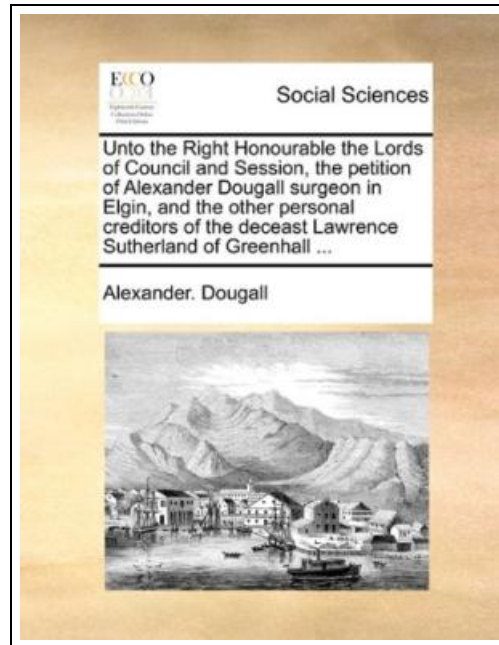 ECCO
Social Sciences
Unto the Right Honourable the Lords
of Council and Session, the petition
of Alexander Dougall surgeon in
Elgin, and the other personal
creditors of the deceast Lawrence
Sutherland of Greenhall ...
Alexander. Dougall